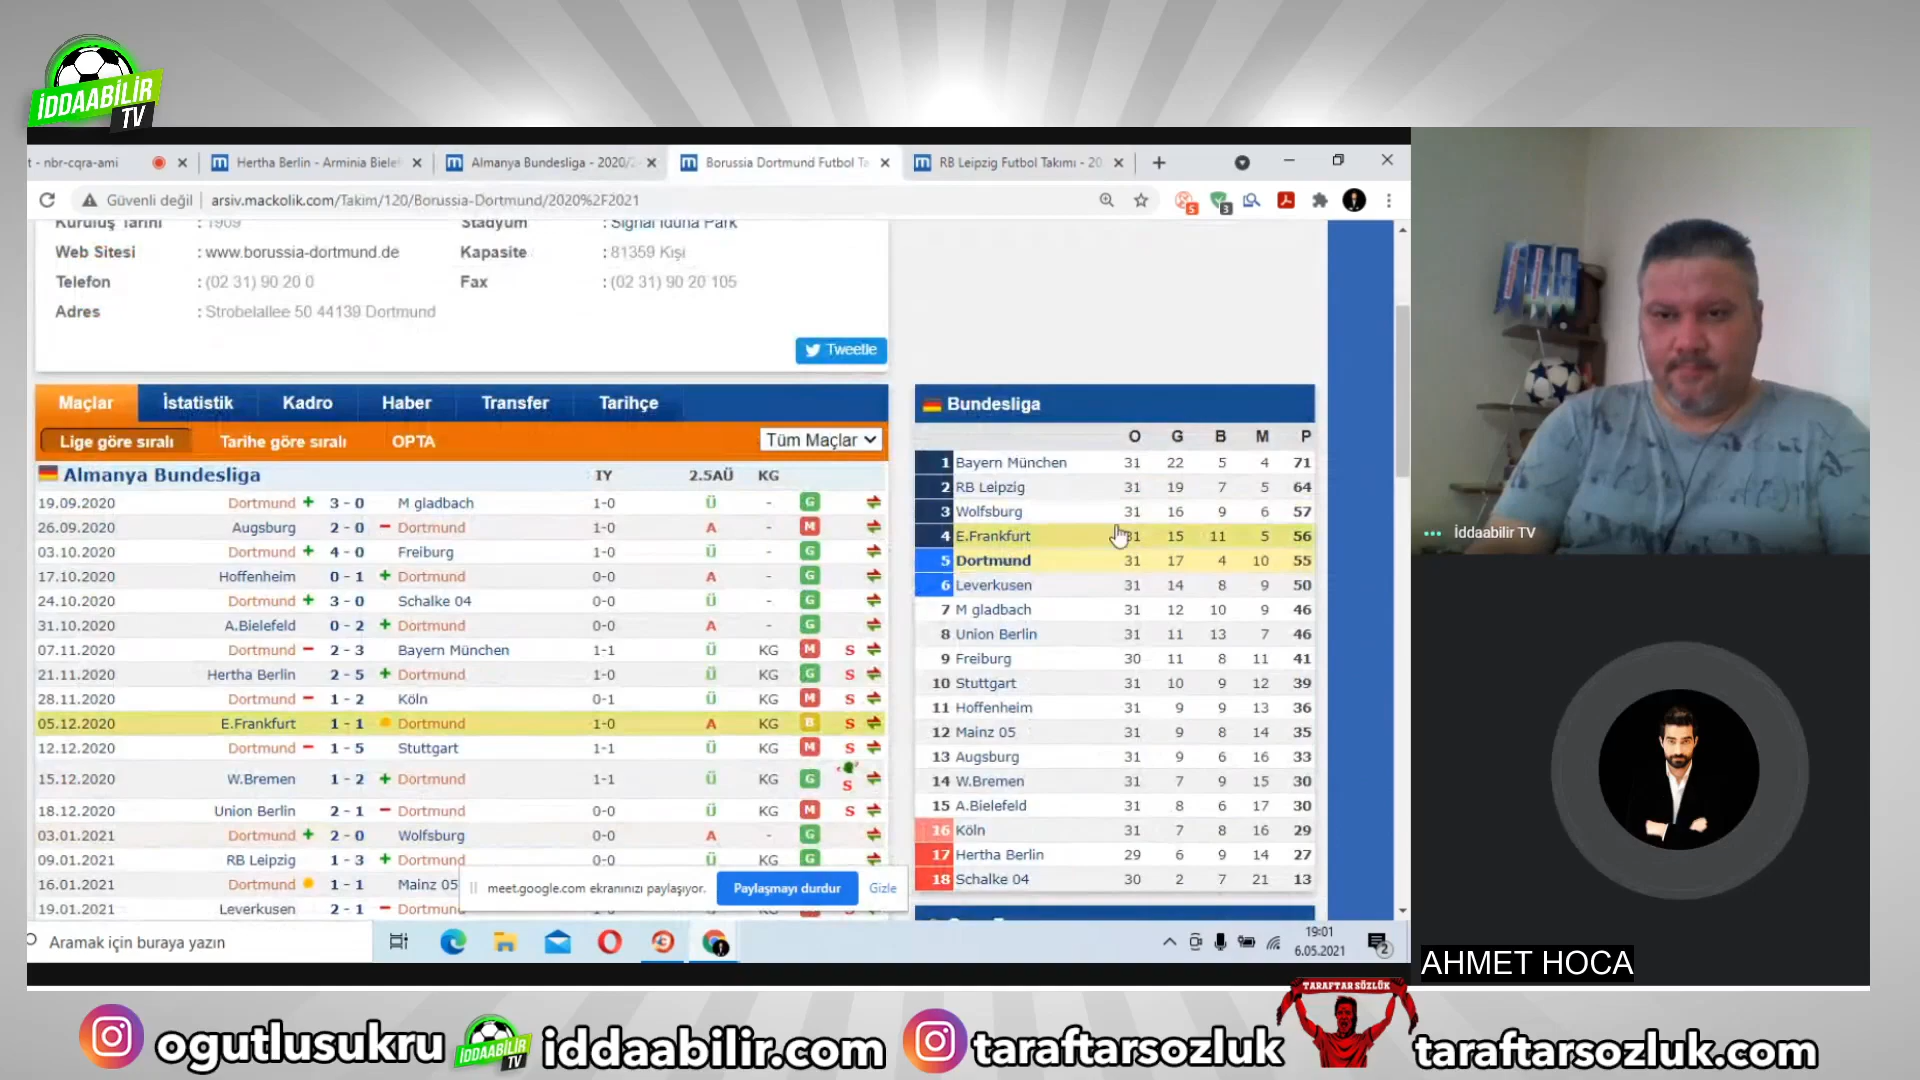 İDDAABİLİR
TV
t - nbr-cqra-ami
Hertha Berlin - Arminia Biele
Almanya Bundesliga - 2020/2
Borussia Dortmund Futbol Ta
RB Leipzig Futbol Takımı - 20
Güvenli değil
arsiv.mackolik.com/Takim/120/Borussia-Dortmund/2020%2F2021
5
3
Kuruluş Tarihi : 1909 Stadyum : Signal Iduna Park
Web Sitesi : www.borussia-dortmund.de Kapasite : 81359 Kişi
Telefon : (02 31) 90 20 0 Fax : (02 31) 90 20 105
Adres : Strobelallee 50 44139 Dortmund
Tweetle
Maçlar İstatistik Kadro Haber Transfer Tarihçe
Lige göre sıralı Tarihe göre sıralı OPTA Tüm Maçlar
Almanya Bundesliga IY 2.5AÜ KG
19.09.2020 Dortmund + 3 - 0 M gladbach 1-0 Ü - G
26.09.2020 Augsburg 2 - 0 − Dortmund 1-0 A - M
03.10.2020 Dortmund + 4 - 0 Freiburg 1-0 Ü - G
17.10.2020 Hoffenheim 0 - 1 + Dortmund 0-0 A - G
24.10.2020 Dortmund + 3 - 0 Schalke 04 0-0 Ü - G
31.10.2020 A.Bielefeld 0 - 2 + Dortmund 0-0 A - G
07.11.2020 Dortmund − 2 - 3 Bayern München 1-1 Ü KG M S
21.11.2020 Hertha Berlin 2 - 5 + Dortmund 1-0 Ü KG G S
28.11.2020 Dortmund − 1 - 2 Köln 0-1 Ü KG M S
05.12.2020 E.Frankfurt 1 - 1 Dortmund 1-0 A KG B S
12.12.2020 Dortmund − 1 - 5 Stuttgart 1-1 Ü KG M S
15.12.2020 W.Bremen 1 - 2 + Dortmund 1-1 Ü KG G S
18.12.2020 Union Berlin 2 - 1 − Dortmund 0-0 Ü KG M S
03.01.2021 Dortmund + 2 - 0 Wolfsburg 0-0 A - G
09.01.2021 RB Leipzig 1 - 3 + Dortmund 0-0 Ü KG G
16.01.2021 Dortmund 1 - 1 Mainz 05
19.01.2021 Leverkusen 2 - 1 − Dortmund
Bundesliga
O G B M P
1 Bayern München 31 22 5 4 71
2 RB Leipzig 31 19 7 5 64
3 Wolfsburg 31 16 9 6 57
4 E.Frankfurt 31 15 11 5 56
5 Dortmund 31 17 4 10 55
6 Leverkusen 31 14 8 9 50
7 M gladbach 31 12 10 9 46
8 Union Berlin 31 11 13 7 46
9 Freiburg 30 11 8 11 41
10 Stuttgart 31 10 9 12 39
11 Hoffenheim 31 9 9 13 36
12 Mainz 05 31 9 8 14 35
13 Augsburg 31 9 6 16 33
14 W.Bremen 31 7 9 15 30
15 A.Bielefeld 31 8 6 17 30
16 Köln 31 7 8 16 29
17 Hertha Berlin 29 6 9 14 27
18 Schalke 04 30 2 7 21 13
meet.google.com ekranınızı paylaşıyor. Paylaşmayı durdur Gizle
Aramak için buraya yazın
19:01
6.05.2021
2
İddaabilir TV
AHMET HOCA
TARAFTAR SÖZLÜK
ogutlusukru
İDDAABİLİR
TV
iddaabilir.com
taraftarsozluk
taraftarsozluk.com